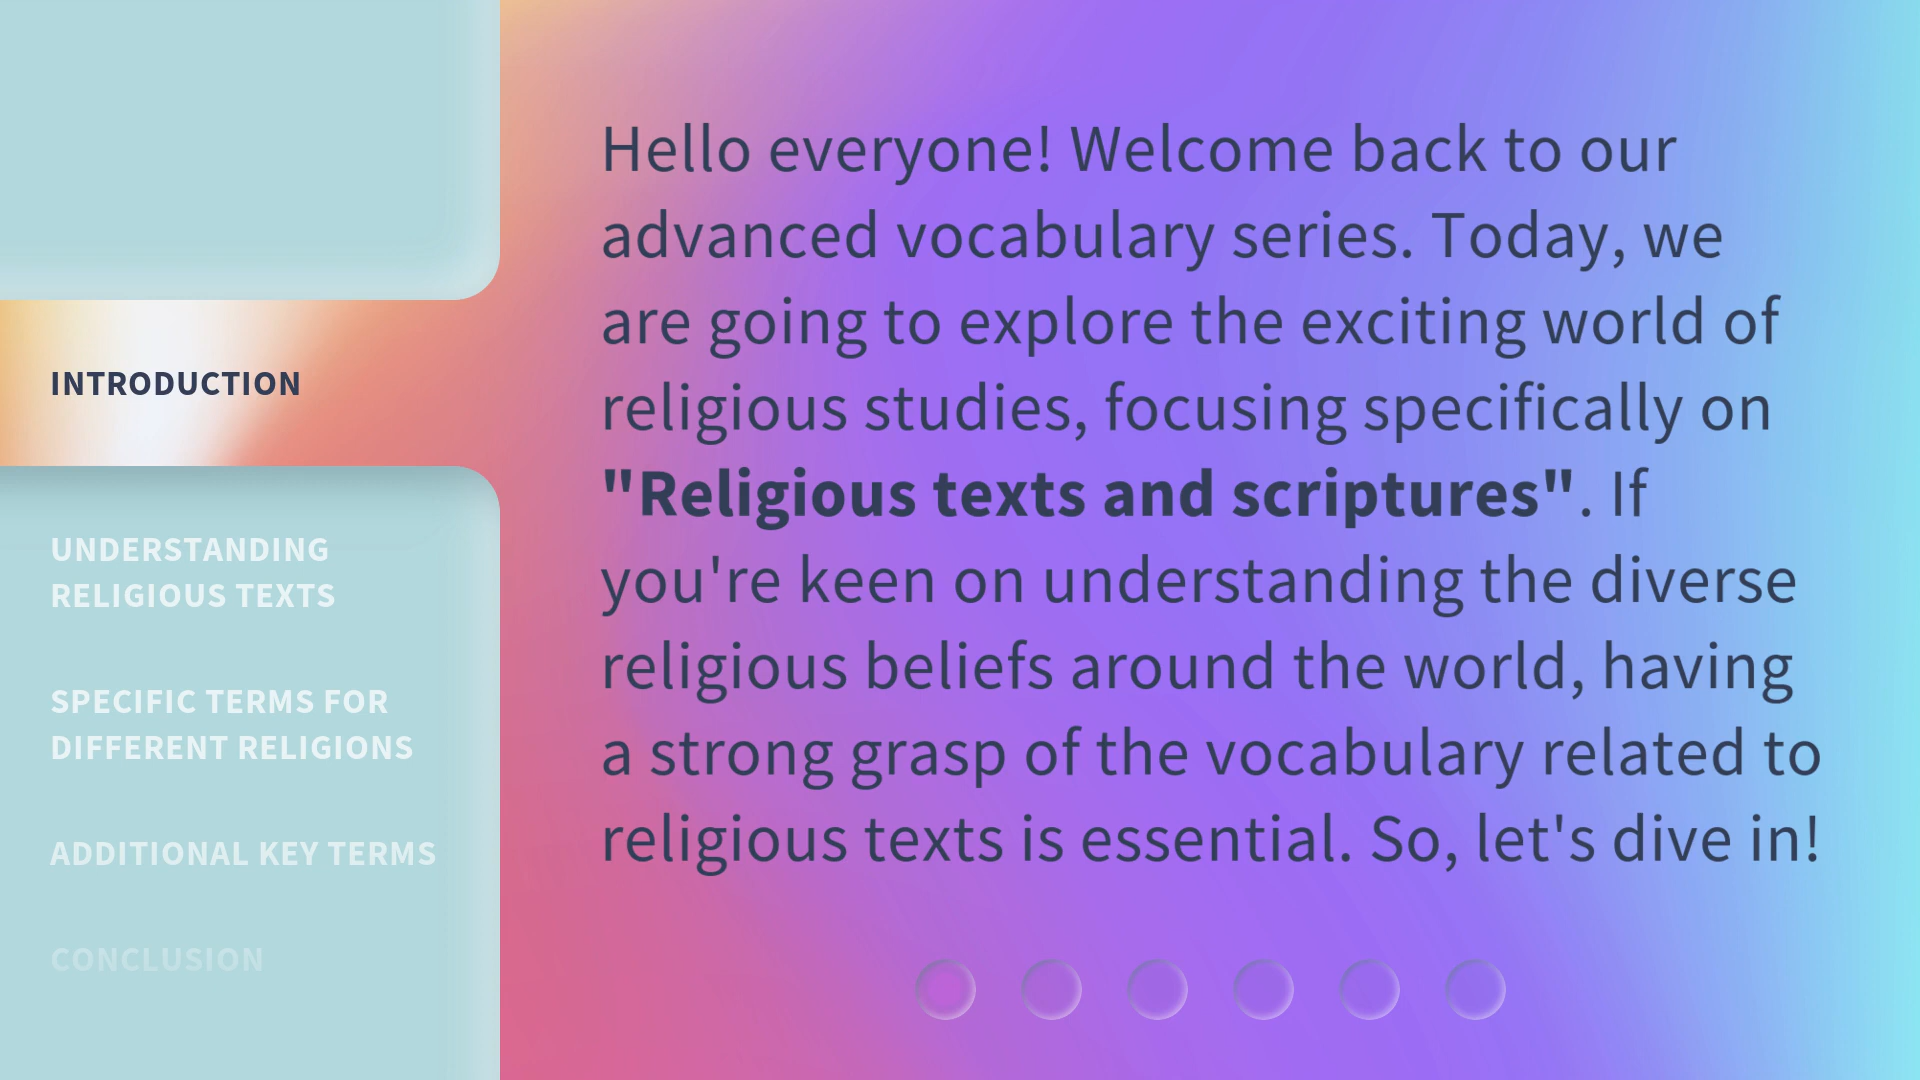 INTRODUCTION
UNDERSTANDING
RELIGIOUS TEXTS
SPECIFIC TERMS FOR
DIFFERENT RELIGIONS
ADDITIONAL KEY TERMS
CONCLUSION
Hello everyone! Welcome back to our
advanced vocabulary series. Today, we
are going to explore the exciting world of
religious studies, focusing specifically on
"Religious texts and scriptures". If
you're keen on understanding the diverse
religious beliefs around the world, having
a strong grasp of the vocabulary related to
religious texts is essential. So, let's dive in!